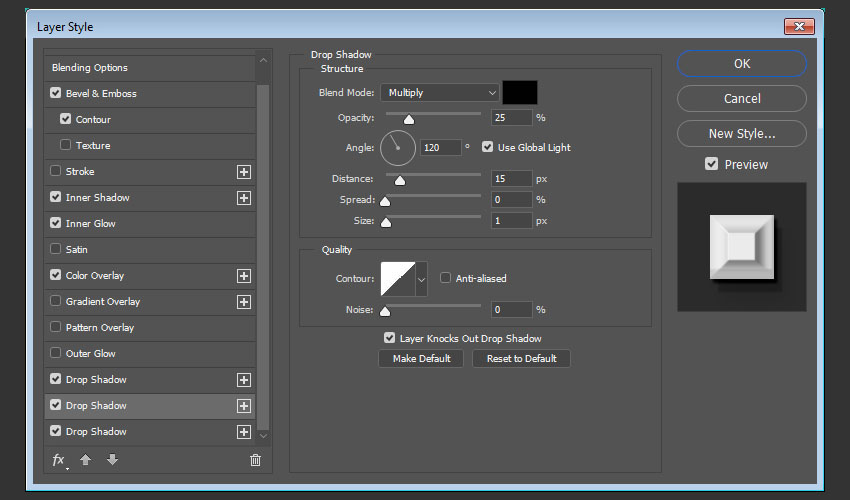 Layer Style
Blending Options
Bevel & Emboss
Contour
Texture
Stroke
Inner Shadow
Inner Glow
Satin
Color Overlay
Gradient Overlay
Pattern Overlay
Outer Glow
Drop Shadow
Drop Shadow
Drop Shadow
fx
Drop Shadow
Structure
Blend Mode: Multiply
Opacity: 25 %
Angle: 120 ° Use Global Light
Distance: 15 px
Spread: 0 %
Size: 1 px
Quality
Contour: Anti-aliased
Noise: 0 %
Layer Knocks Out Drop Shadow
Make Default Reset to Default
OK
Cancel
New Style...
Preview